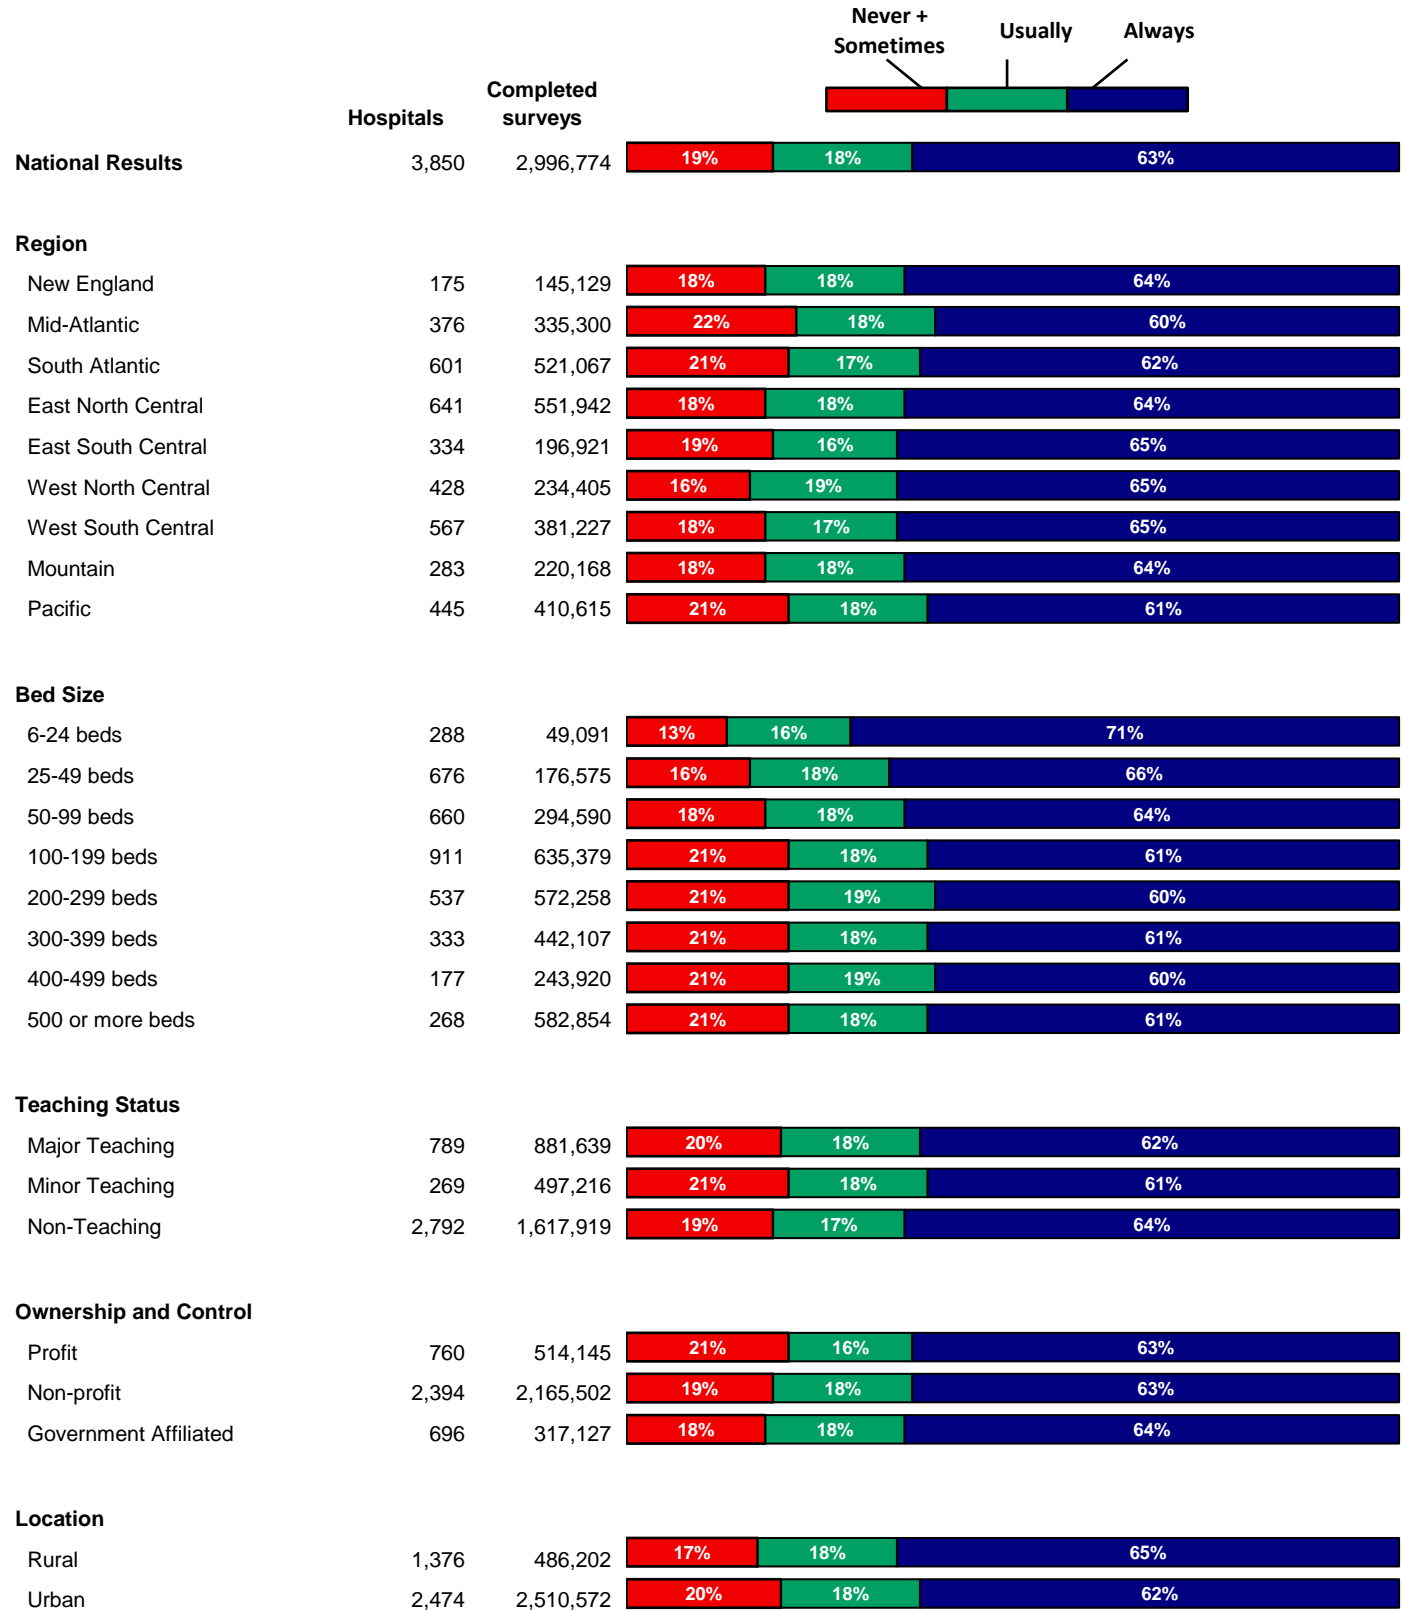 Never +
Sometimes
Usually
Always
Hospitals
Completed
surveys
National Results 3,850 2,996,774 19% 18% 63%
Region
New England 175 145,129 18% 18% 64%
Mid-Atlantic 376 335,300 22% 18% 60%
South Atlantic 601 521,067 21% 17% 62%
East North Central 641 551,942 18% 18% 64%
East South Central 334 196,921 19% 16% 65%
West North Central 428 234,405 16% 19% 65%
West South Central 567 381,227 18% 17% 65%
Mountain 283 220,168 18% 18% 64%
Pacific 445 410,615 21% 18% 61%
Bed Size
6-24 beds 288 49,091 13% 16% 71%
25-49 beds 676 176,575 16% 18% 66%
50-99 beds 660 294,590 18% 18% 64%
100-199 beds 911 635,379 21% 18% 61%
200-299 beds 537 572,258 21% 19% 60%
300-399 beds 333 442,107 21% 18% 61%
400-499 beds 177 243,920 21% 19% 60%
500 or more beds 268 582,854 21% 18% 61%
Teaching Status
Major Teaching 789 881,639 20% 18% 62%
Minor Teaching 269 497,216 21% 18% 61%
Non-Teaching 2,792 1,617,919 19% 17% 64%
Ownership and Control
Profit 760 514,145 21% 16% 63%
Non-profit 2,394 2,165,502 19% 18% 63%
Government Affiliated 696 317,127 18% 18% 64%
Location
Rural 1,376 486,202 17% 18% 65%
Urban 2,474 2,510,572 20% 18% 62%